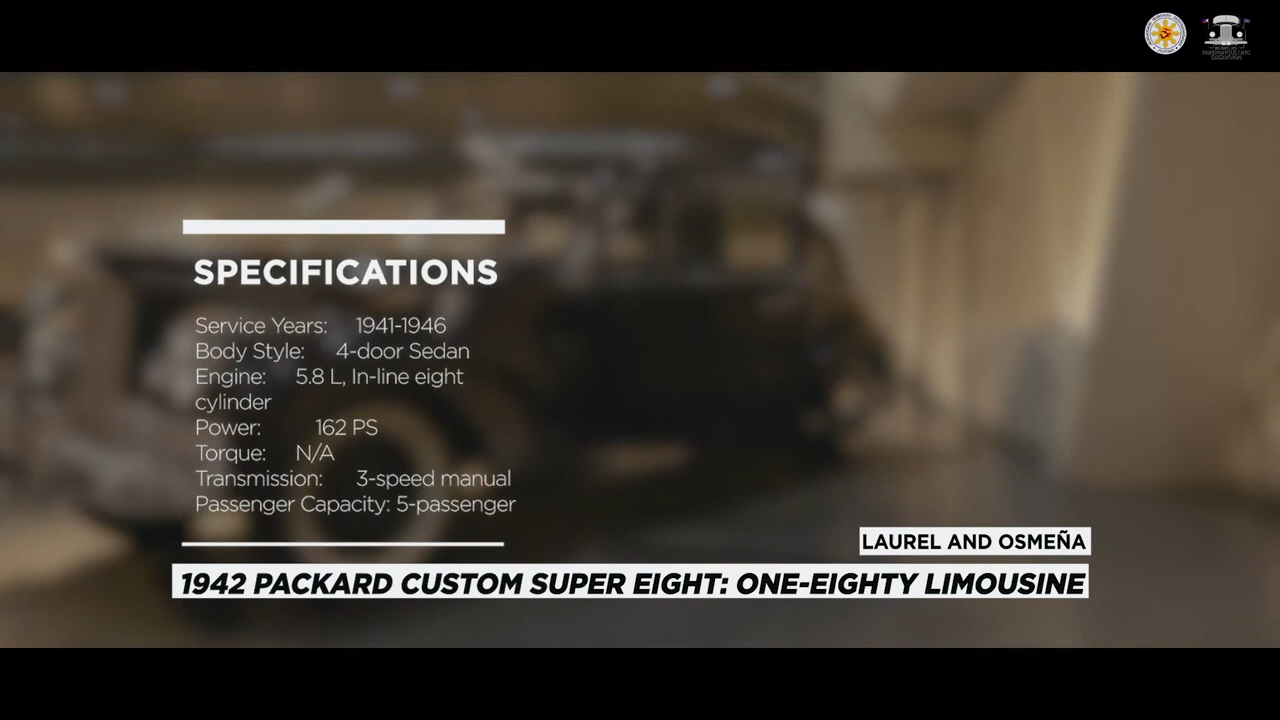 SPECIFICATIONS
Service Years: 1941-1946
Body Style: 4-door Sedan
Engine: 5.8 L, In-line eight
cylinder
Power: 162 PS
Torque: N/A
Transmission: 3-speed manual
Passenger Capacity: 5-passenger
LAUREL AND OSMEÑA
1942 PACKARD CUSTOM SUPER EIGHT: ONE-EIGHTY LIMOUSINE